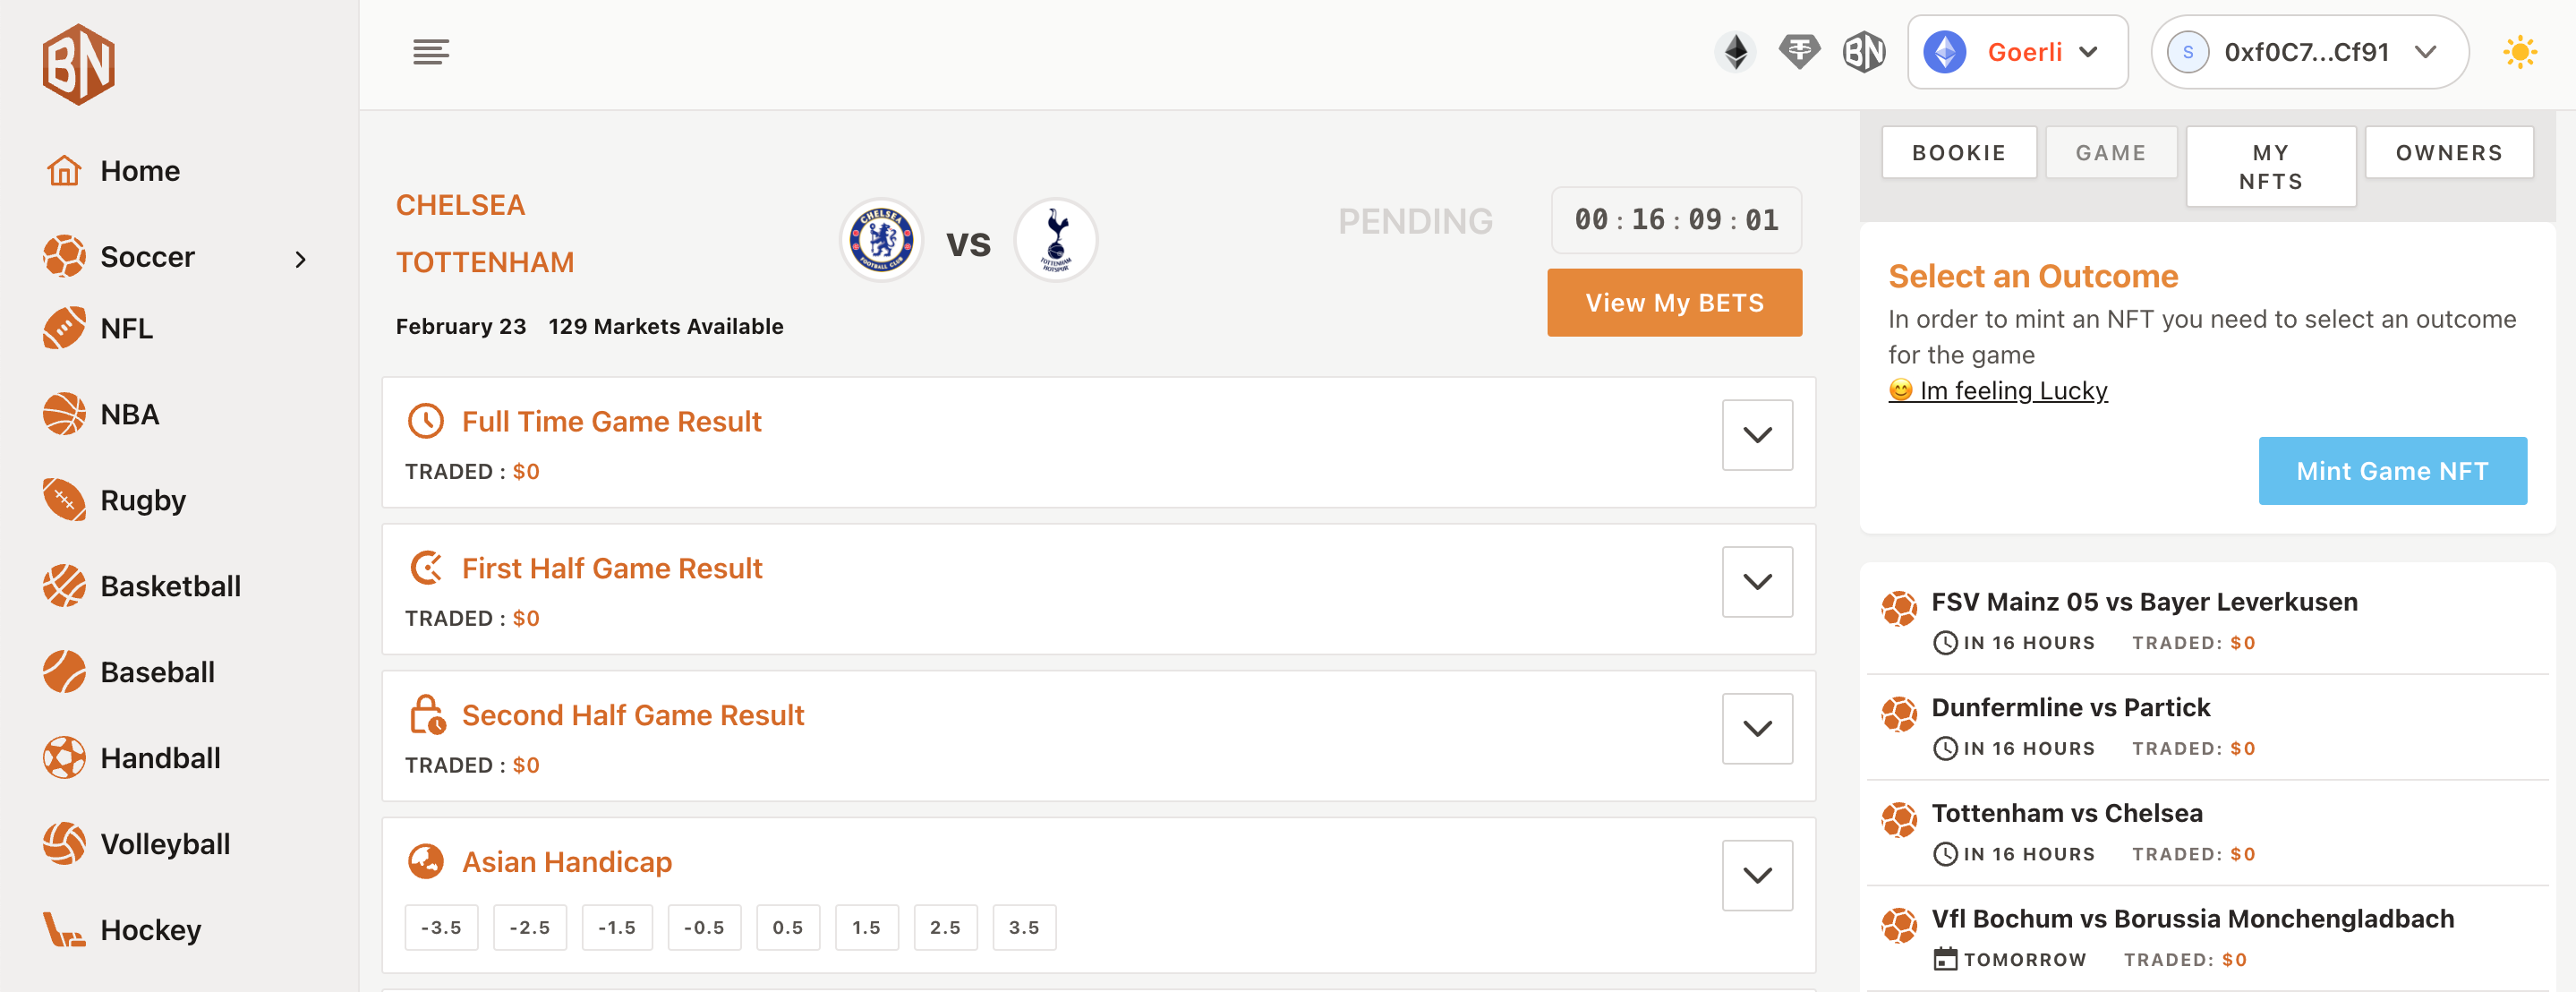 BN
Home
Soccer
NFL
NBA
Rugby
Basketball
Baseball
Handball
Volleyball
Hockey
BN
Goerli
S
0xf0C7...Cf91
CHELSEA
TOTTENHAM
CHELSEA
FOOTBALL CLUB
vs
TOTTENHAM
HOTSPUR
PENDING
00 : 16 : 09 : 01
February 23 129 Markets Available
View My BETS
Full Time Game Result
TRADED : $0
First Half Game Result
TRADED : $0
Second Half Game Result
TRADED : $0
Asian Handicap
-3.5 -2.5 -1.5 -0.5 0.5 1.5 2.5 3.5
BOOKIE
GAME
MY
NFTS
OWNERS
Select an Outcome
In order to mint an NFT you need to select an outcome
for the game
😊 Im feeling Lucky
Mint Game NFT
FSV Mainz 05 vs Bayer Leverkusen
IN 16 HOURS TRADED: $0
Dunfermline vs Partick
IN 16 HOURS TRADED: $0
Tottenham vs Chelsea
IN 16 HOURS TRADED: $0
Vfl Bochum vs Borussia Monchengladbach
TOMORROW TRADED: $0